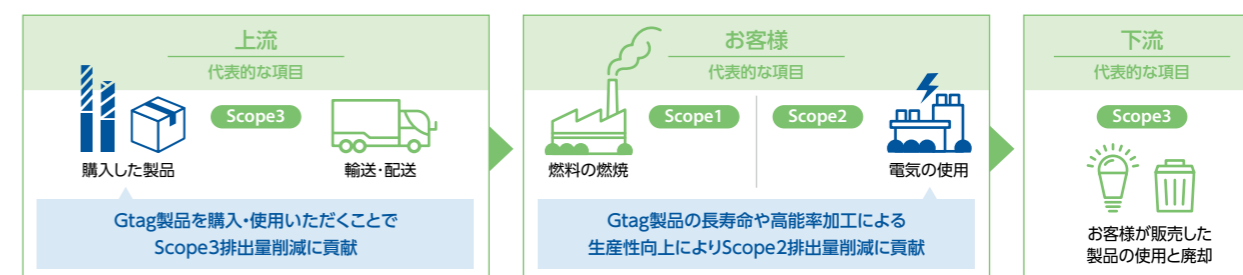 上流
代表的な項目
Scope3
購入した製品
輸送・配送
Gtag製品を購入・使用いただくことで
Scope3排出量削減に貢献
お客様
代表的な項目
Scope1
Scope2
燃料の燃焼
電気の使用
Gtag製品の長寿命や高能率加工による
生産性向上によりScope2排出量削減に貢献
下流
代表的な項目
Scope3
お客様が販売した
製品の使用と廃却